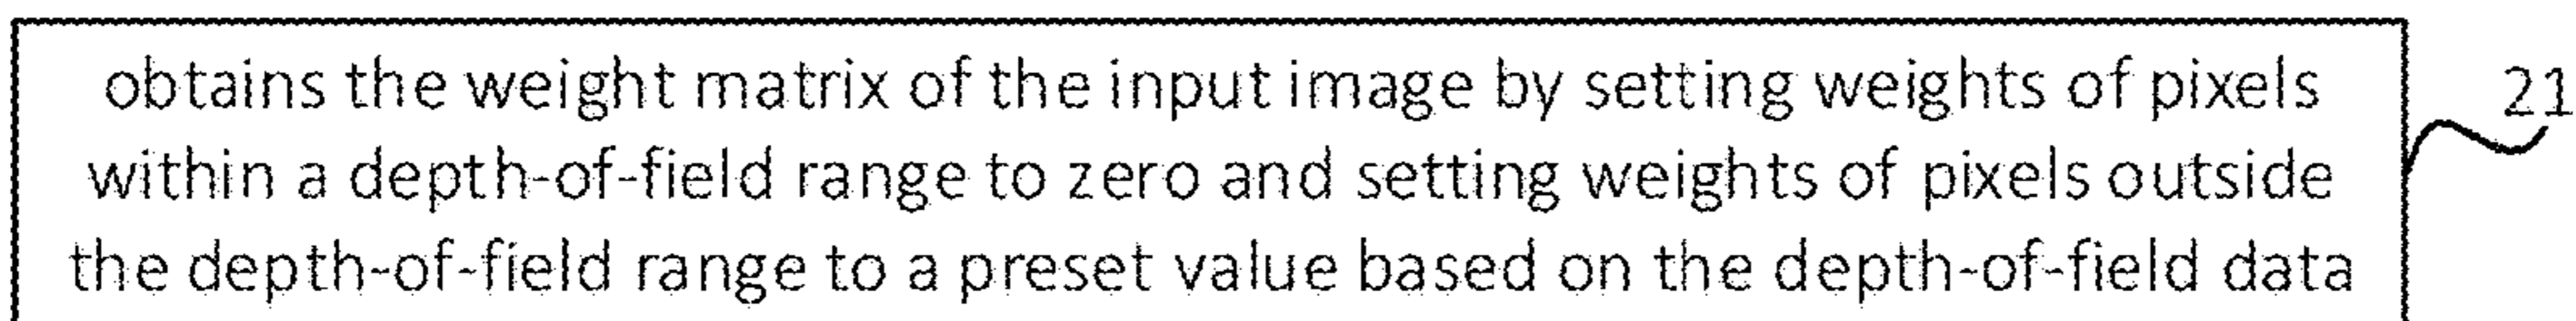 obtains the weight matrix of the input image by setting weights of pixels
within a depth-of-field range to zero and setting weights of pixels outside
the depth-of-field range to a preset value based on the depth-of-field data
21